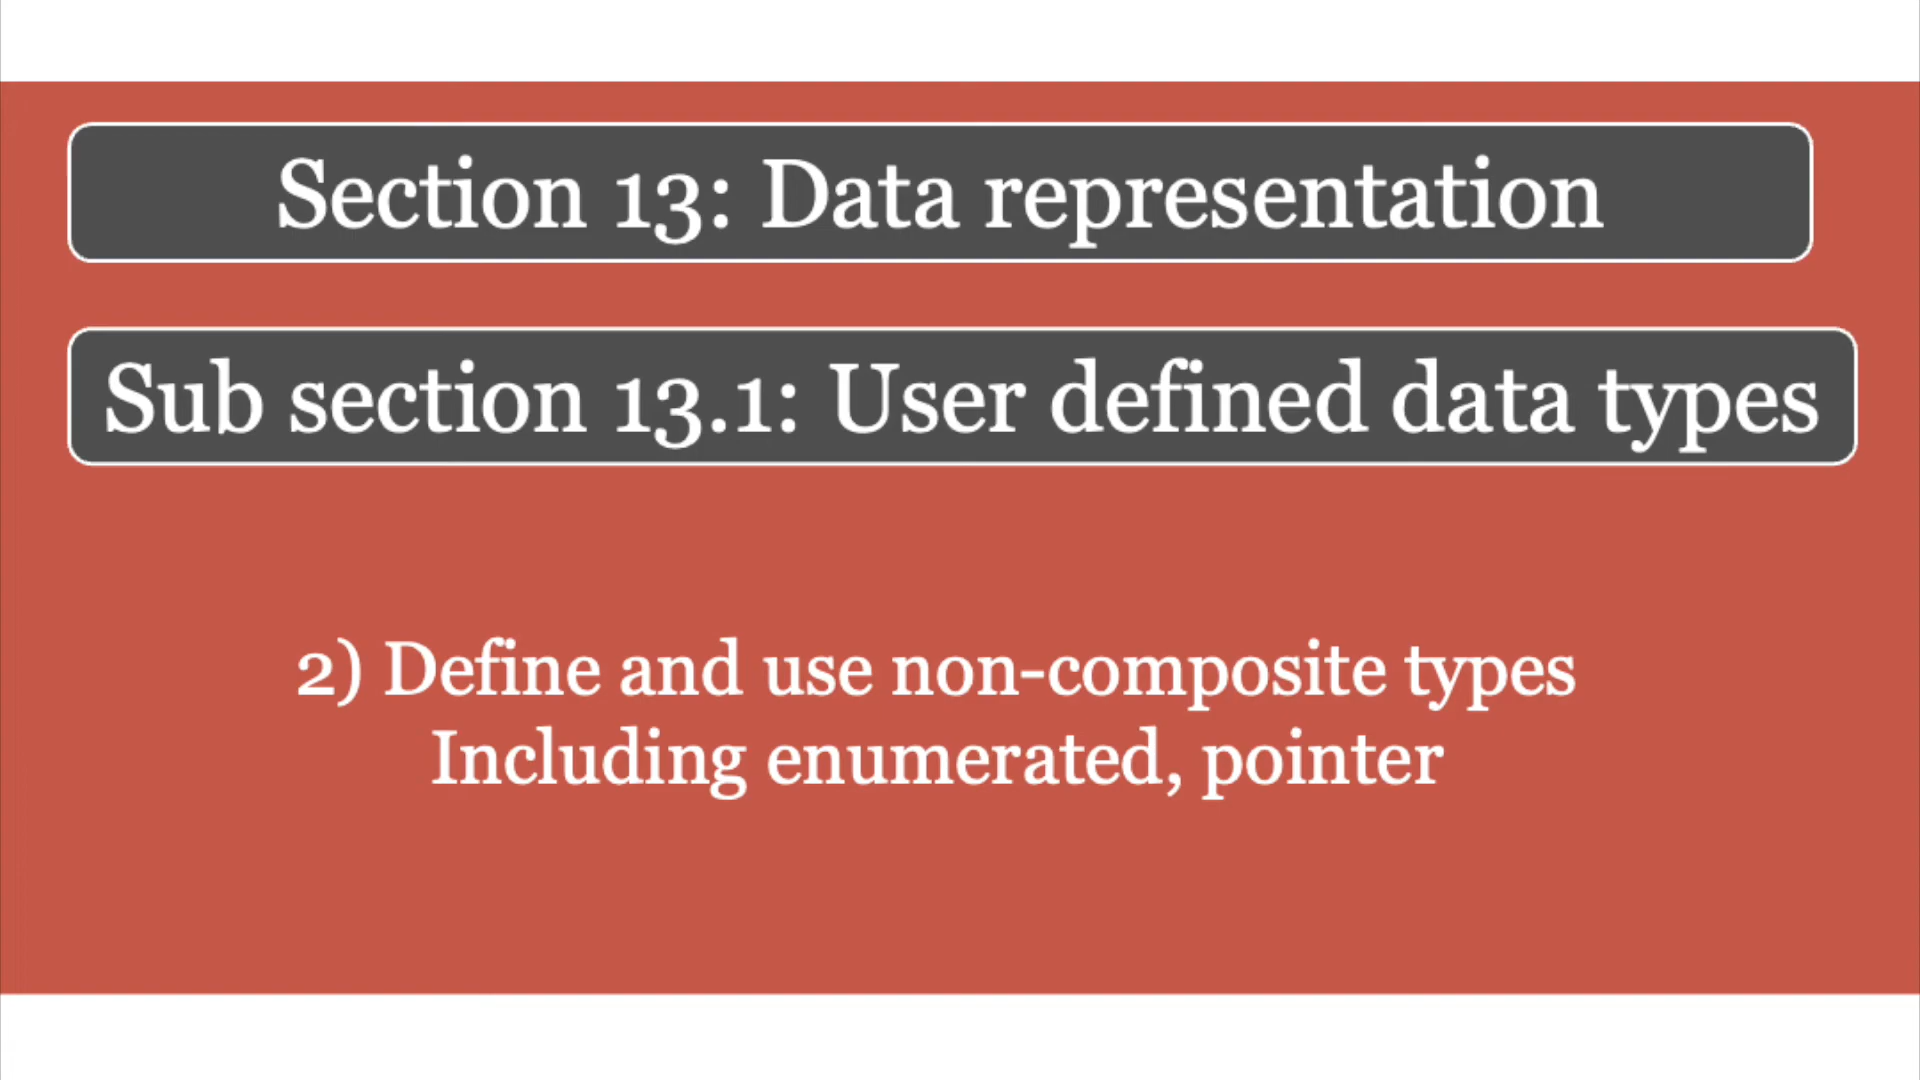 Section 13: Data representation
Sub section 13.1: User defined data types
2) Define and use non-composite types
Including enumerated, pointer